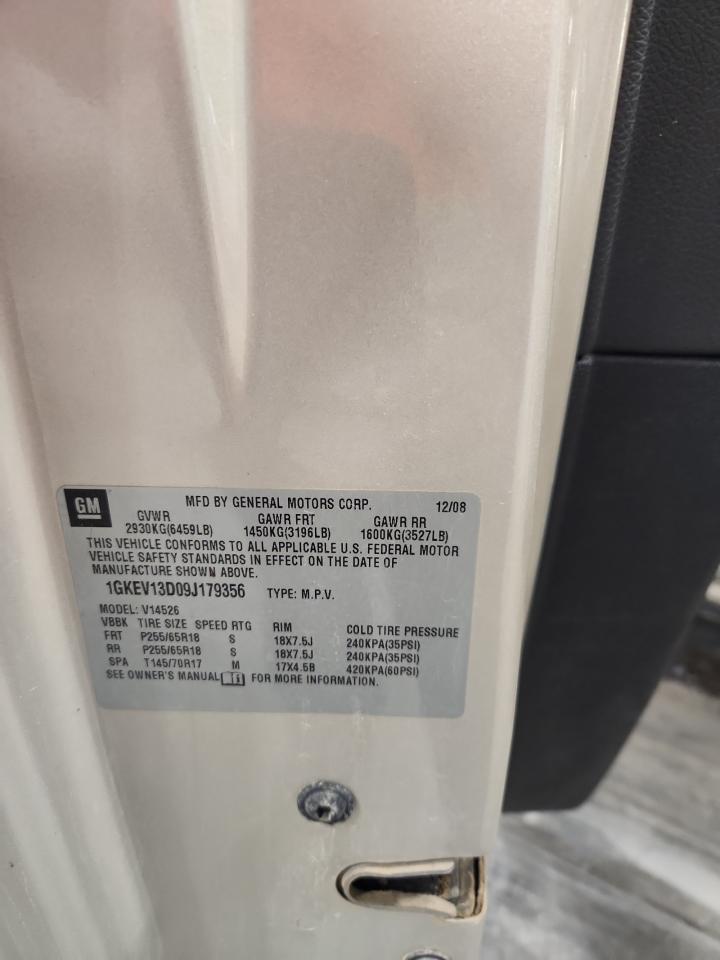 GM
MFD BY GENERAL MOTORS CORP. 12/08
GVWR GAWR FRT GAWR RR
2930KG(6459LB) 1450KG(3196LB) 1600KG(3527LB)
THIS VEHICLE CONFORMS TO ALL APPLICABLE U.S. FEDERAL MOTOR
VEHICLE SAFETY STANDARDS IN EFFECT ON THE DATE OF
MANUFACTURE SHOWN ABOVE.
1GKEV13D09J179356 TYPE: M.P.V.
MODEL: V14526
VBBK TIRE SIZE SPEED RTG RIM COLD TIRE PRESSURE
FRT P255/65R18 S 18X7.5J 240KPA(35PSI)
RR P255/65R18 S 18X7.5J 240KPA(35PSI)
SPA T145/70R17 M 17X4.5B 420KPA(60PSI)
SEE OWNER'S MANUAL FOR MORE INFORMATION.